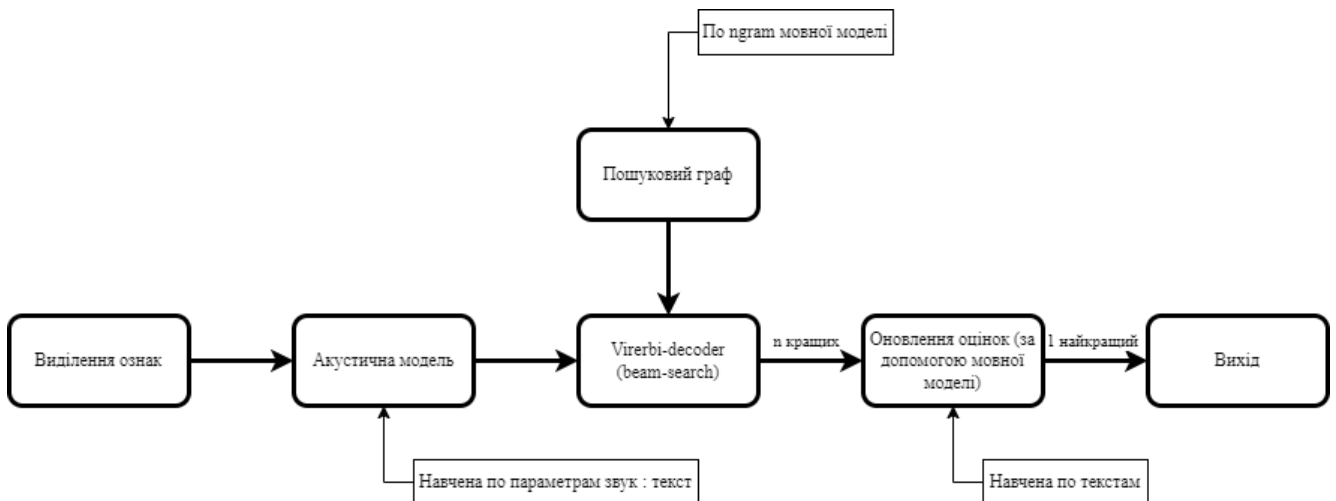 По ngram мовної моделі
Пошуковий граф
Виділення ознак
Акустична модель
Virerbi-decoder
(beam-search)
n кращих
Оновлення оцінок (за
допомогою мовної
моделі)
1 найкращий
Вихід
Навчена по параметрам звук : текст
Навчена по текстам